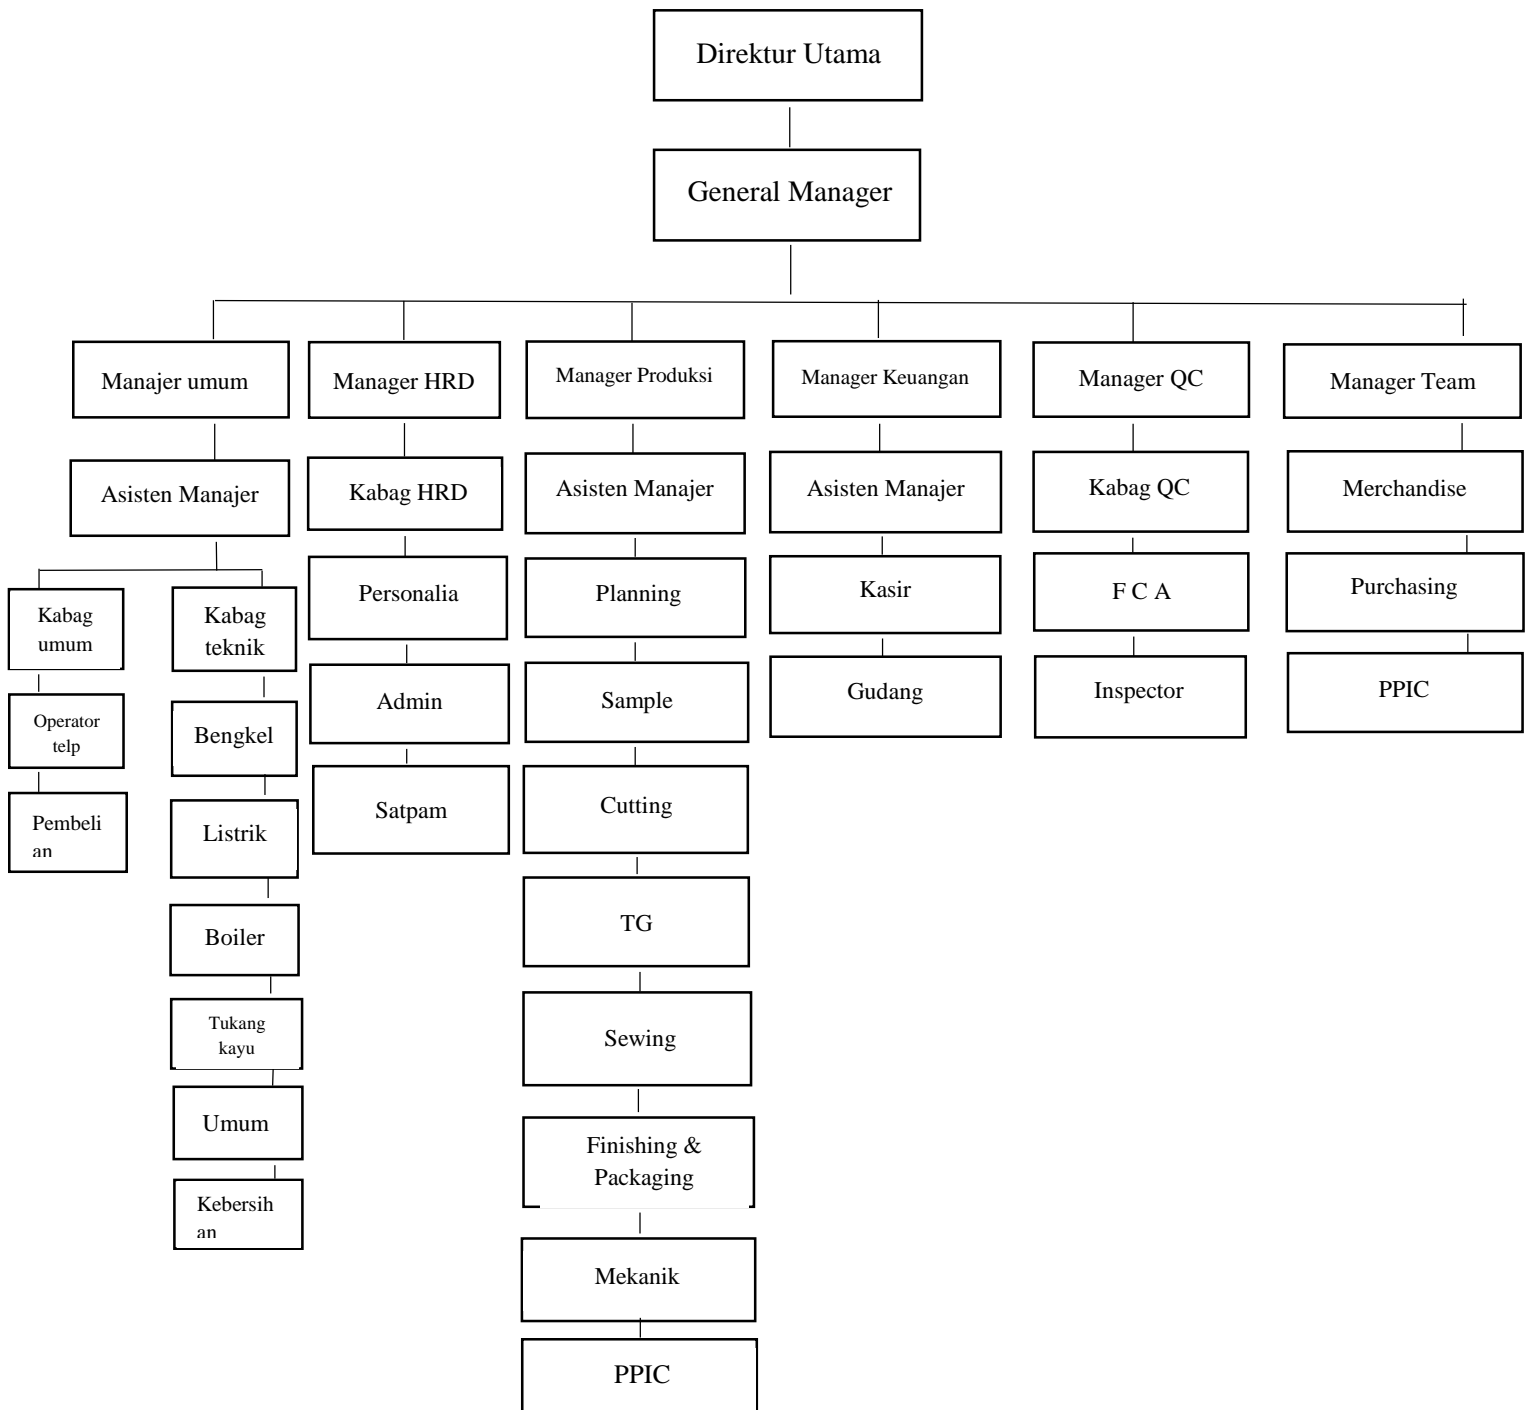 Direktur Utama
General Manager
Manajer umum
Manager HRD
Manager Produksi
Manager Keuangan
Manager QC
Manager Team
Asisten Manajer
Kabag HRD
Asisten Manajer
Asisten Manajer
Kabag QC
Merchandise
Kabag
umum
Kabag
teknik
Personalia
Planning
Kasir
F C A
Purchasing
Operator
telp
Bengkel
Admin
Sample
Gudang
Inspector
PPIC
Pembeli
an
Listrik
Satpam
Cutting
Boiler
TG
Tukang
kayu
Sewing
Umum
Finishing &
Packaging
Kebersih
an
Mekanik
PPIC